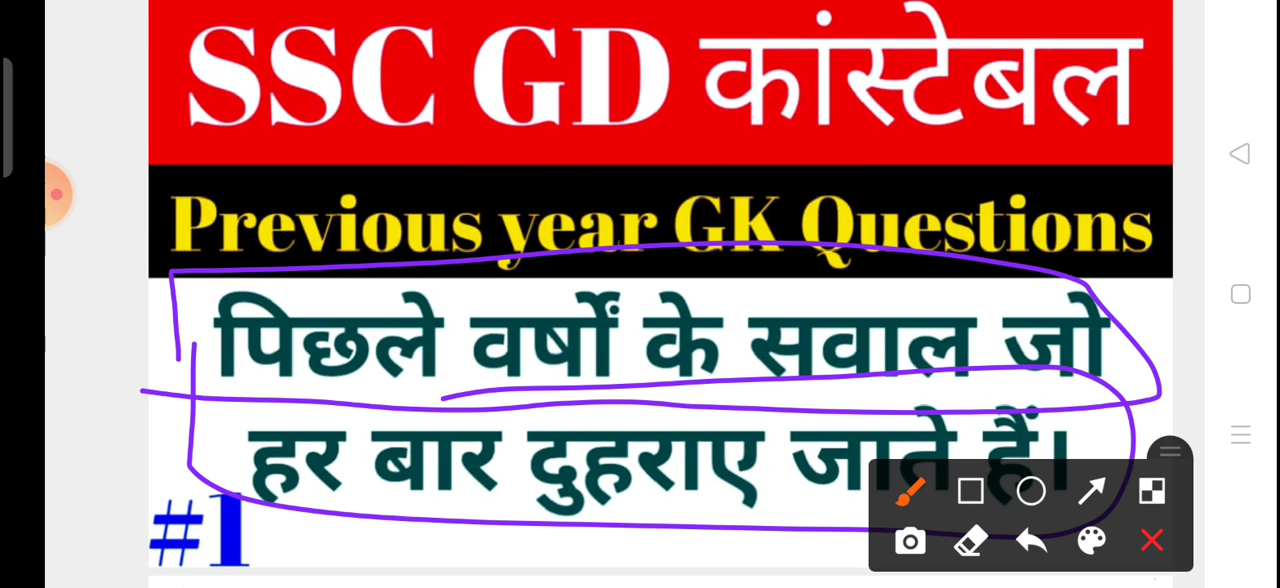 SSC GD कांस्टेबल
Previous year GK Questions
पिछले वर्षों के सवाल जो
हर बार दुहराए जाते हैं।
#1